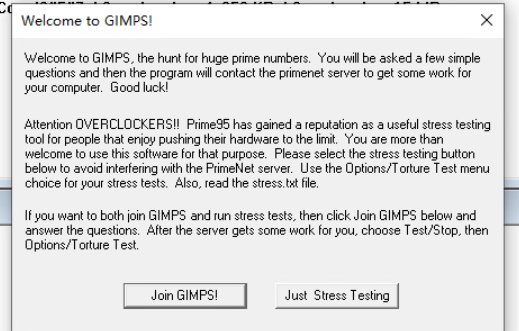 Welcome to GIMPS!
Welcome to GIMPS, the hunt for huge prime numbers. You will be asked a few simple
questions and then the program will contact the primenet server to get some work for
your computer. Good luck!
Attention OVERCLOCKERS!! Prime95 has gained a reputation as a useful stress testing
tool for people that enjoy pushing their hardware to the limit. You are more than
welcome to use this software for that purpose. Please select the stress testing button
below to avoid interfering with the PrimeNet server. Use the Options/Torture Test menu
choice for your stress tests. Also, read the stress.txt file.
If you want to both join GIMPS and run stress tests, then click Join GIMPS below and
answer the questions. After the server gets some work for you, choose Test/Stop, then
Options/Torture Test.
Join GIMPS!
Just Stress Testing